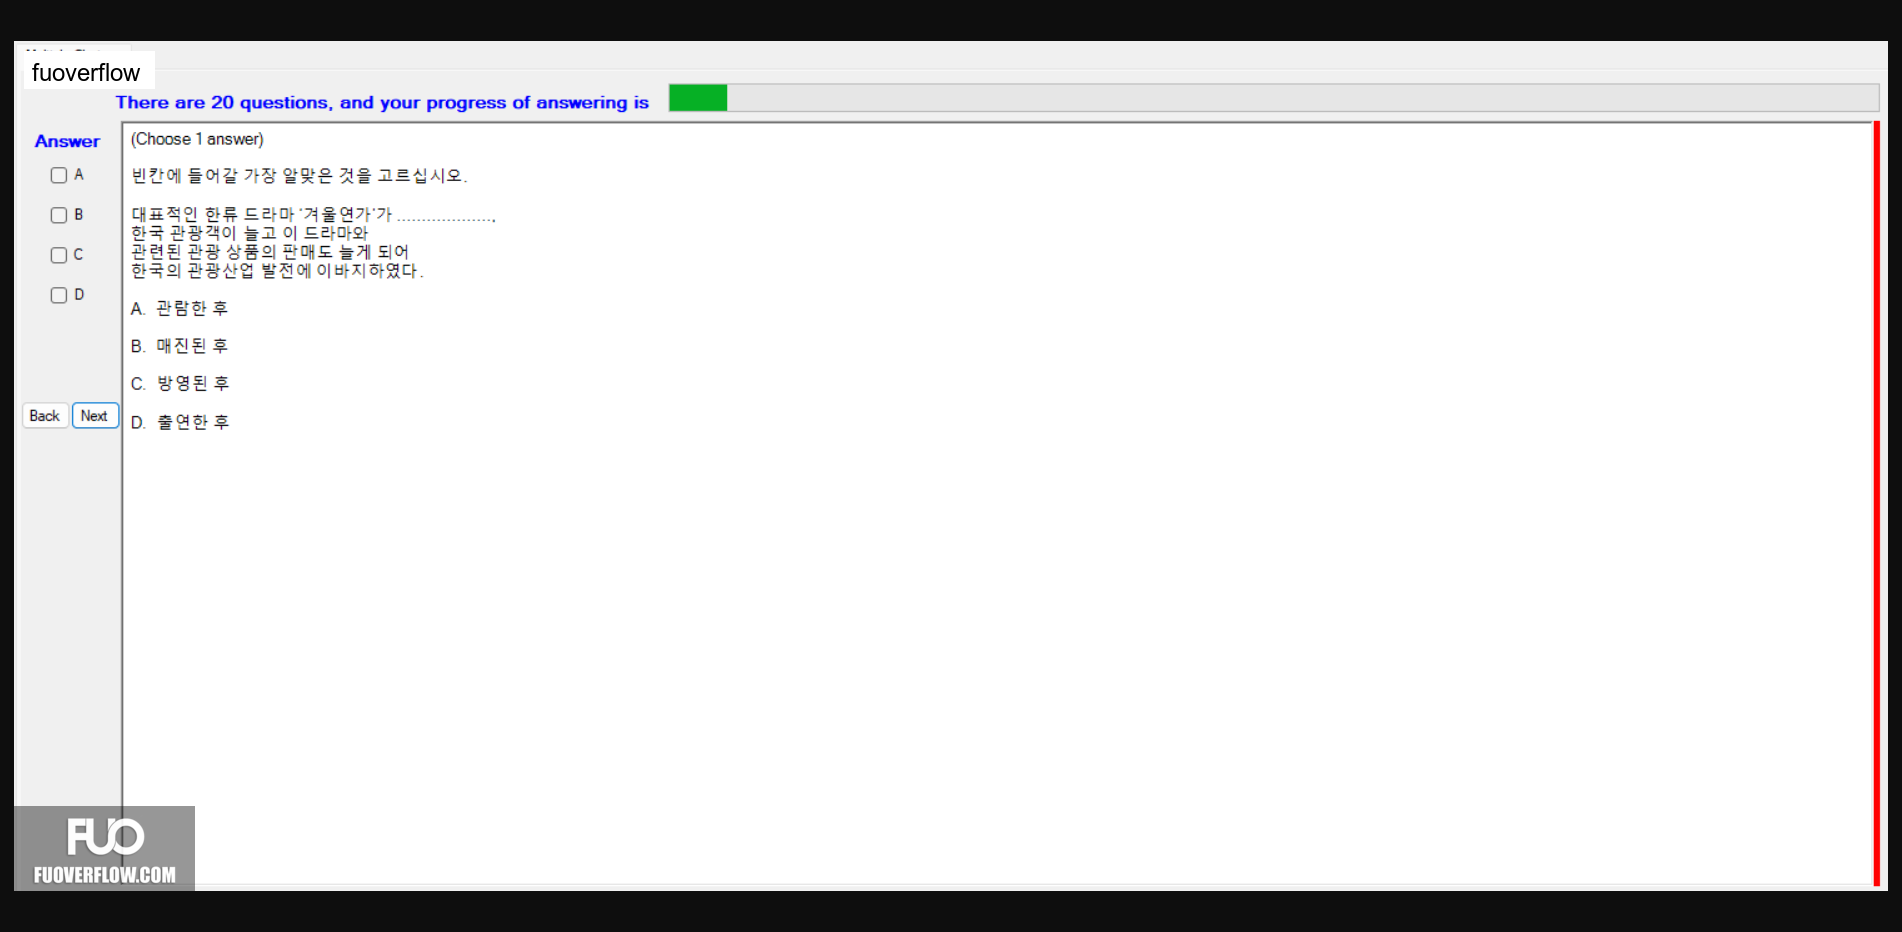 fuoverflow
There are 20 questions, and your progress of answering is
Answer
(Choose 1 answer)
A
빈칸에 들어갈 가장 알맞은 것을 고르십시오.
B
대표적인 한류 드라마 '겨울연가'가 ...................,
한국 관광객이 늘고 이 드라마와
C
관련된 관광 상품의 판매도 늘게 되어
한국의 관광산업 발전에 이바지하였다.
D
A. 관람한 후
B. 매진된 후
C. 방영된 후
Back Next
D. 출연한 후
FUO
FUOVERFLOW.COM